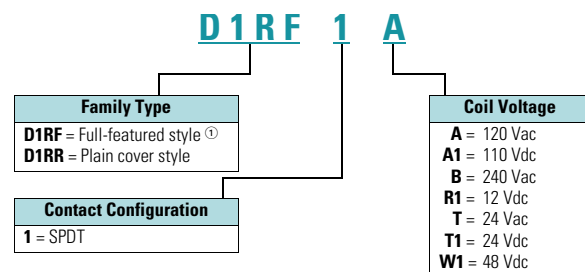 D1RF 1 A
Family Type
D1RF = Full-featured style ①
D1RR = Plain cover style
Contact Configuration
1 = SPDT
Coil Voltage
A = 120 Vac
A1 = 110 Vdc
B = 240 Vac
R1 = 12 Vdc
T = 24 Vac
T1 = 24 Vdc
W1 = 48 Vdc